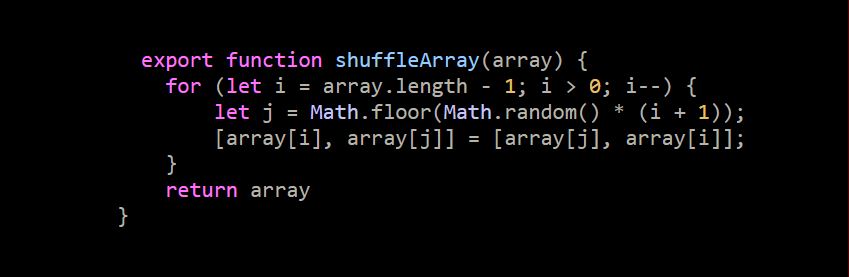 export function shuffleArray(array) {
for (let i = array.length - 1; i > 0; i--) {
let j = Math.floor(Math.random() * (i + 1));
[array[i], array[j]] = [array[j], array[i]];
}
return array
}